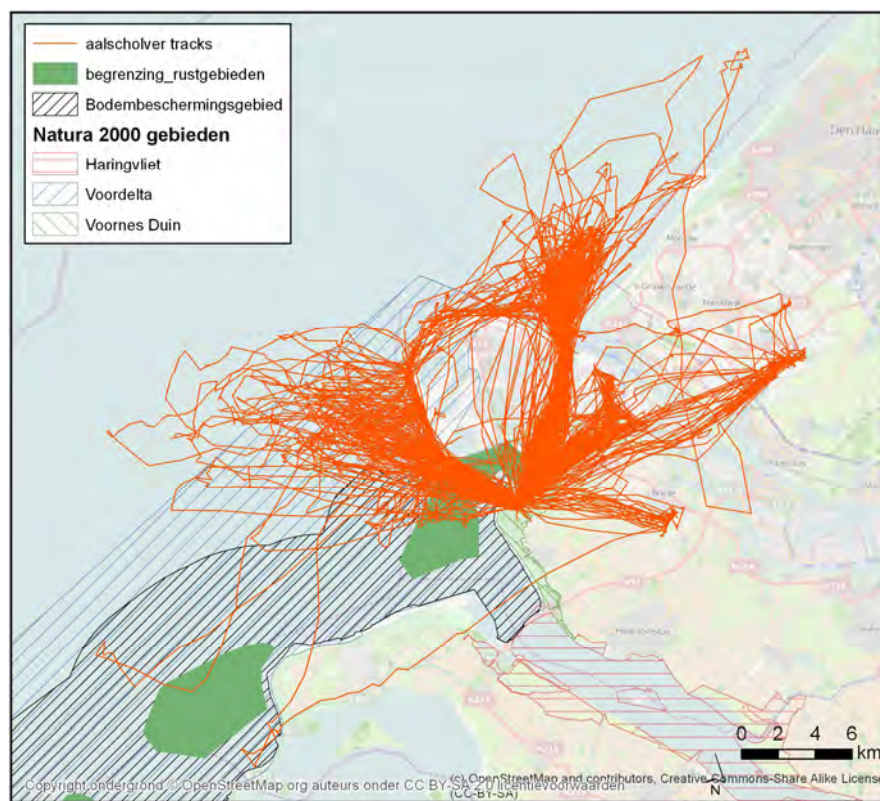 aalscholver tracks
begrenzing_rustgebieden
Bodembeschermingsgebied
Natura 2000 gebieden
Haringvliet
Voordelta
Voornes Duin
Den Haag
0 2 4 6
km
N
Copyright ondergrond © OpenStreetMap org auteurs onder CC BY-SA 2.0 licentievoorwaarden
(c) OpenStreetMap and contributors, Creative Commons-Share Alike License
(CC-BY-SA)